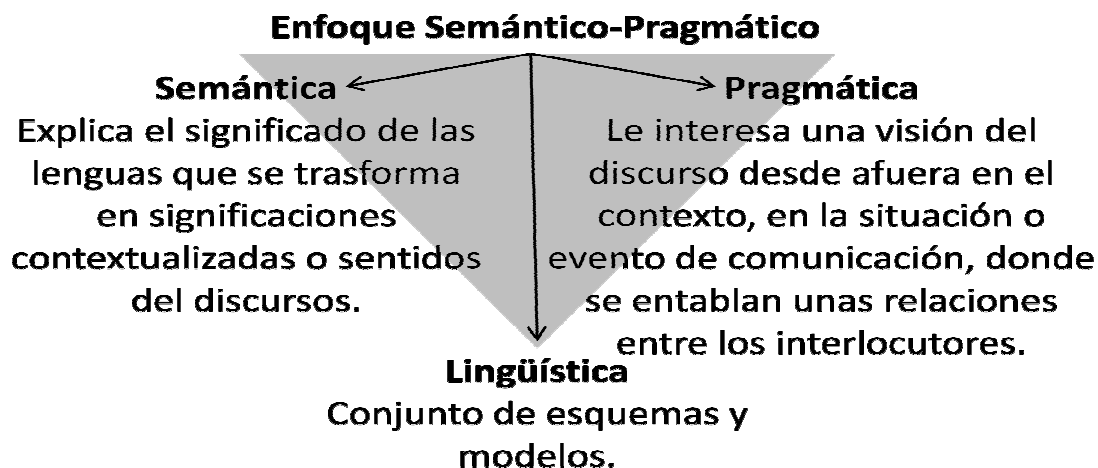 Enfoque Semántico-Pragmático
Semántica
Explica el significado de las
lenguas que se trasforma
en significaciones
contextualizadas o sentidos
del discursos.
Pragmática
Le interesa una visión del
discurso desde afuera en el
contexto, en la situación o
evento de comunicación, donde
se entablan unas relaciones
entre los interlocutores.
Lingüística
Conjunto de esquemas y
modelos.